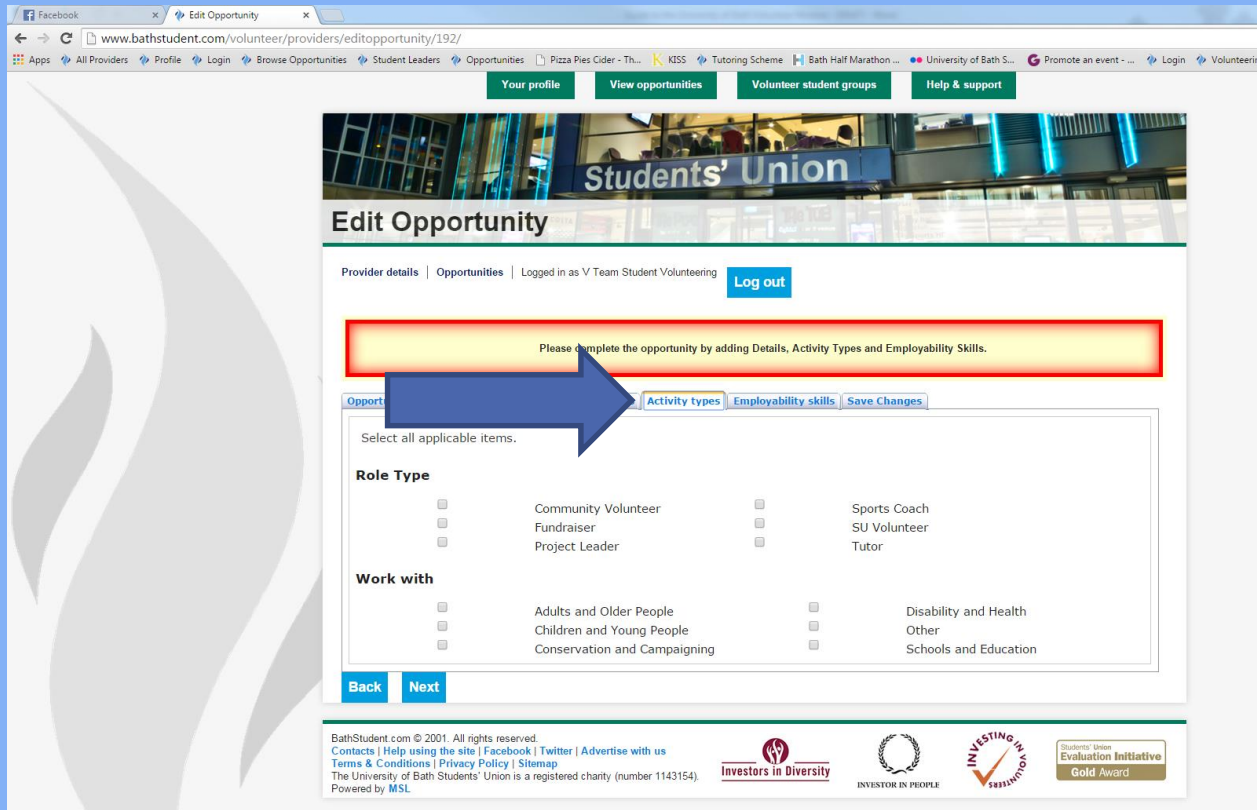 Facebook Edit Opportunity
www.bathstudent.com/volunteer/providers/editopportunity/192/
Apps All Providers Profile Login Browse Opportunities Student Leaders Opportunities Pizza Pies Cider - Th... KISS Tutoring Scheme Bath Half Marathon ... University of Bath S... Promote an event - ... Login Volunteerin
Your profile View opportunities Volunteer student groups Help & support
Students' Union
Edit Opportunity
Provider details | Opportunities | Logged in as V Team Student Volunteering Log out
Please complete the opportunity by adding Details, Activity Types and Employability Skills.
Opport Activity types Employability skills Save Changes
Select all applicable items.
Role Type
Community Volunteer Sports Coach
Fundraiser SU Volunteer
Project Leader Tutor
Work with
Adults and Older People Disability and Health
Children and Young People Other
Conservation and Campaigning Schools and Education
Back Next
BathStudent.com © 2001. All rights reserved.
Contacts | Help using the site | Facebook | Twitter | Advertise with us
Terms & Conditions | Privacy Policy | Sitemap
The University of Bath Students' Union is a registered charity (number 1143154).
Powered by MSL
Investors in Diversity
INVESTOR IN PEOPLE
INVESTING IN VOLUNTEERS
Students' Union
Evaluation Initiative
Gold Award